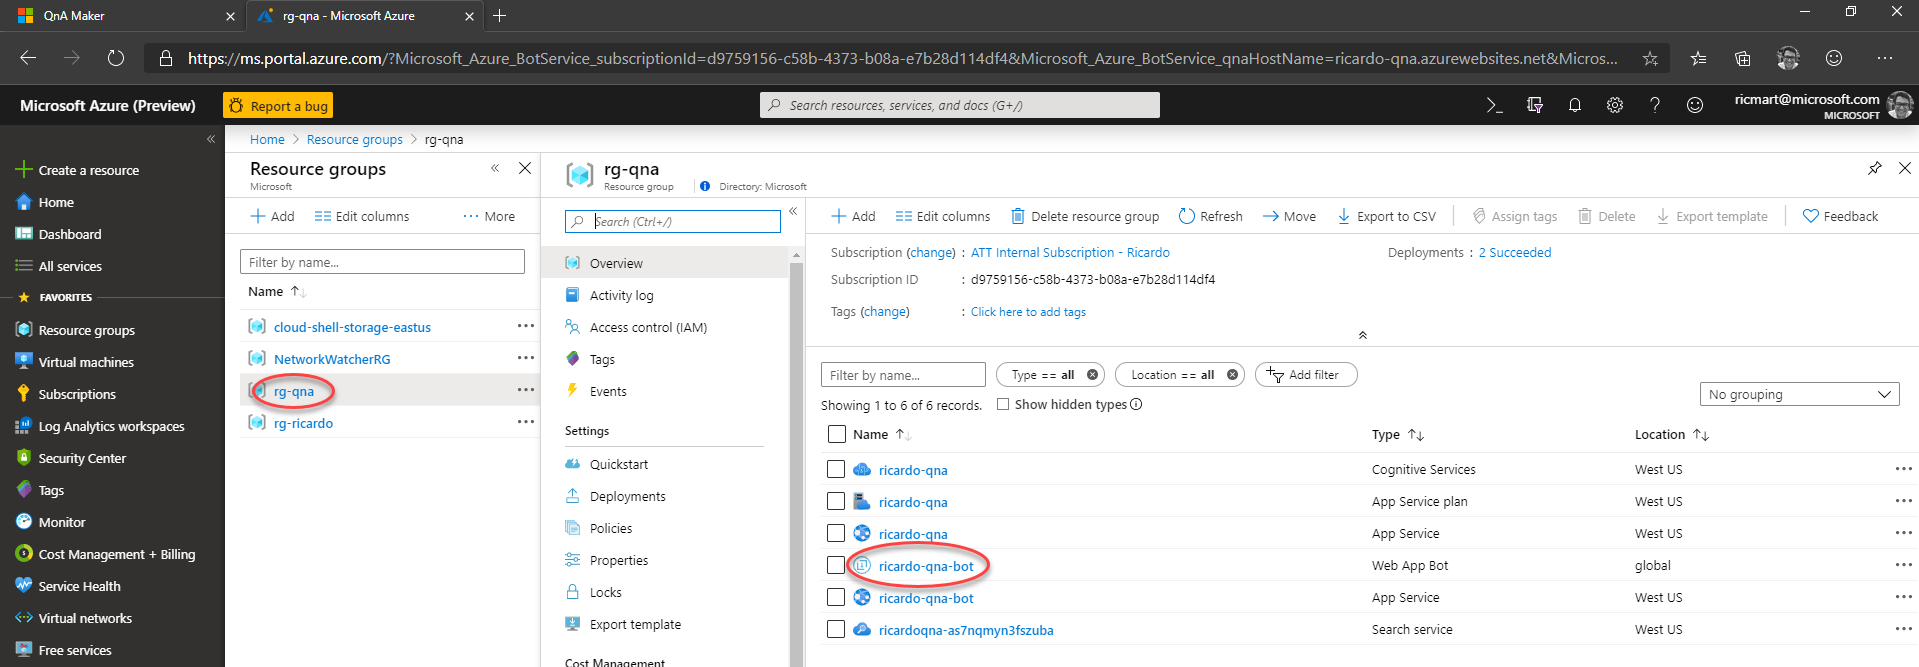 QnA Maker
rg-qna - Microsoft Azure
https://ms.portal.azure.com/?Microsoft_Azure_BotService_subscriptionId=d9759156-c58b-4373-b08a-e7b28d114df4&Microsoft_Azure_BotService_qnaHostName=ricardo-qna.azurewebsites.net&Micros...
Microsoft Azure (Preview)
Report a bug
Search resources, services, and docs (G+/)
ricmart@microsoft.com
MICROSOFT
Create a resource
Home
Dashboard
All services
FAVORITES
Resource groups
Virtual machines
Subscriptions
Log Analytics workspaces
Security Center
Tags
Monitor
Cost Management + Billing
Service Health
Virtual networks
Free services
Home > Resource groups > rg-qna
Resource groups
Microsoft
Add Edit columns ... More
Filter by name...
Name
cloud-shell-storage-eastus
NetworkWatcherRG
rg-qna
rg-ricardo
rg-qna
Resource group Directory: Microsoft
Search (Ctrl+/)
Overview
Activity log
Access control (IAM)
Tags
Events
Settings
Quickstart
Deployments
Policies
Properties
Locks
Export template
Cost Management
Add Edit columns Delete resource group Refresh Move Export to CSV Assign tags Delete Export template Feedback
Subscription (change) : ATT Internal Subscription - Ricardo Deployments : 2 Succeeded
Subscription ID : d9759156-c58b-4373-b08a-e7b28d114df4
Tags (change) : Click here to add tags
Filter by name... Type == all Location == all Add filter
Showing 1 to 6 of 6 records. Show hidden types
No grouping
Name Type Location
ricardo-qna Cognitive Services West US
ricardo-qna App Service plan West US
ricardo-qna App Service West US
ricardo-qna-bot Web App Bot global
ricardo-qna-bot App Service West US
ricardoqna-as7nqmyn3fszuba Search service West US